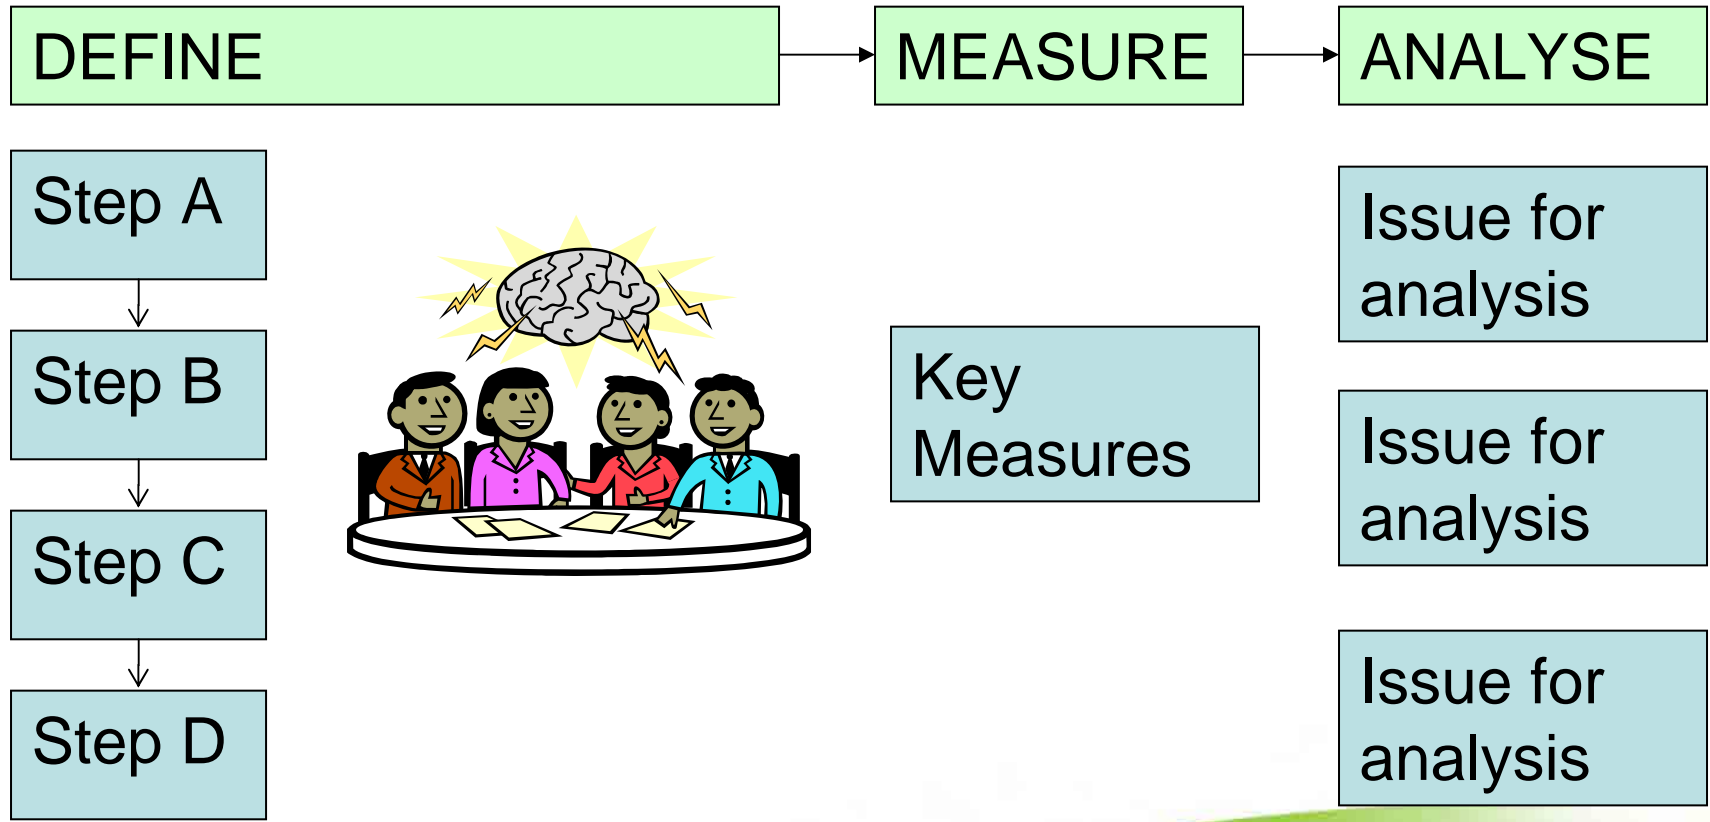 DEFINE
MEASURE
ANALYSE
Step A
Step B
Step C
Step D
Key
Measures
Issue for
analysis
Issue for
analysis
Issue for
analysis